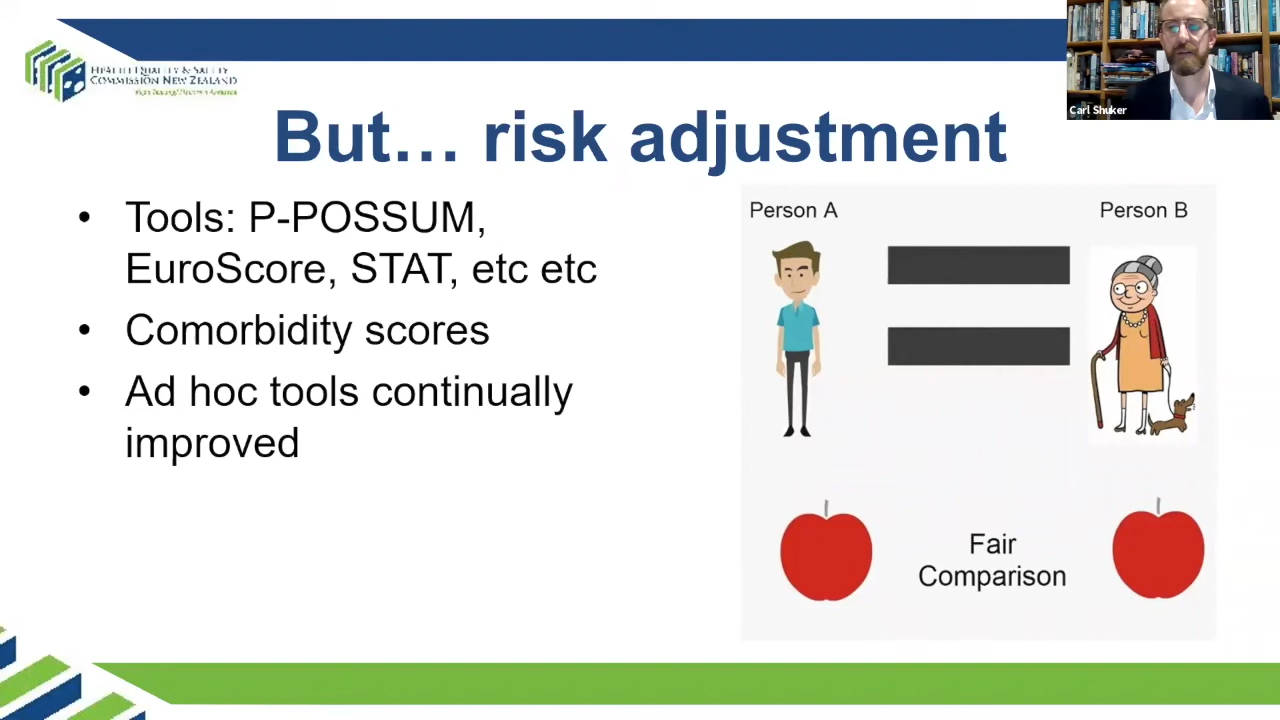 HEALTH QUALITY & SAFETY
COMMISSION NEW ZEALAND
Carl Shuker
But… risk adjustment
• Tools: P-POSSUM,
EuroScore, STAT, etc etc
• Comorbidity scores
• Ad hoc tools continually
improved
Person A
Person B
Fair
Comparison